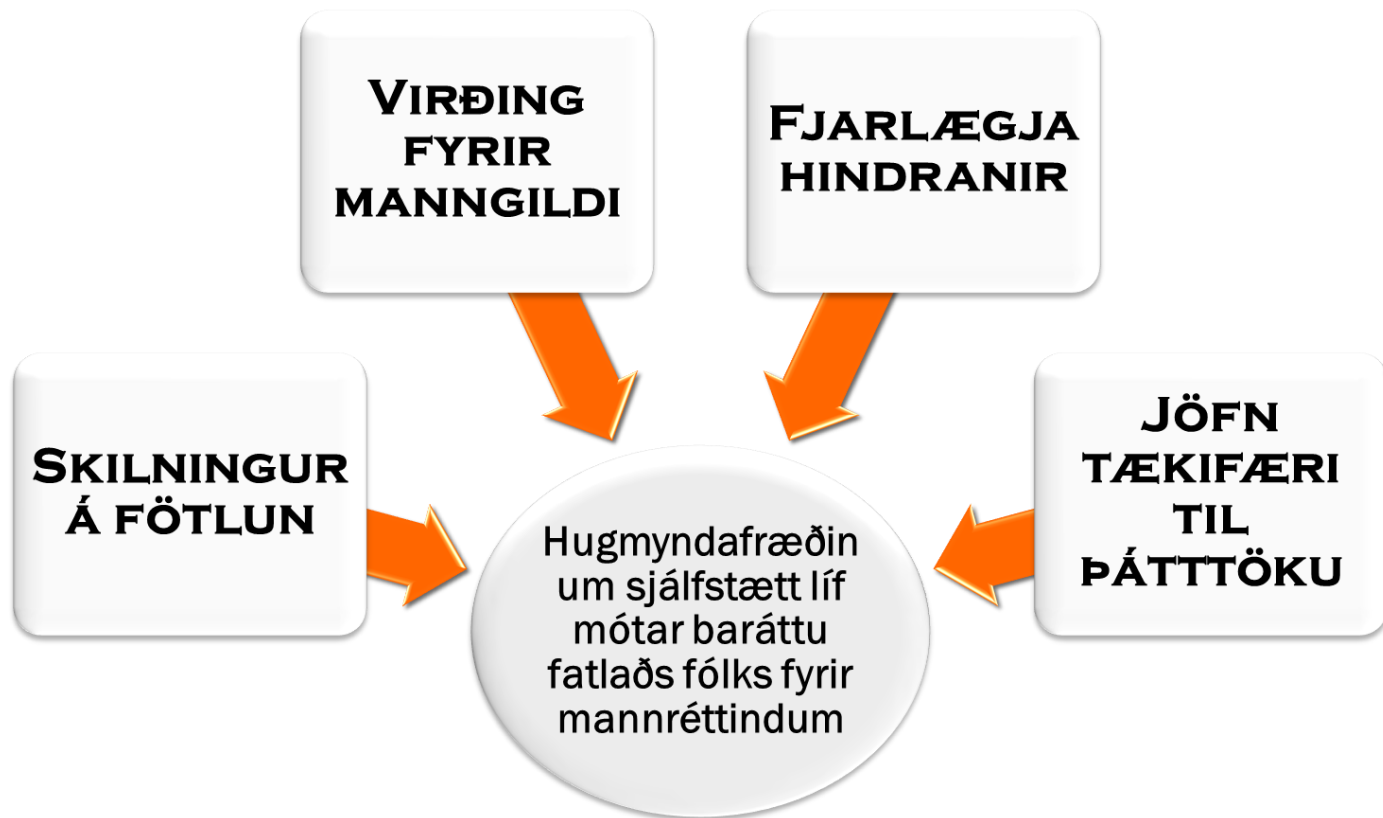 VIRÐING
FYRIR
MANNGILDI
FJARLÆGJA
HINDRANIR
SKILNINGUR
Á FÖTLUN
JÖFN
TÆKIFÆRI
TIL
ÞÁTTTÖKU
Hugmyndafræðin
um sjálfstætt líf
mótar baráttu
fatlaðs fólks fyrir
mannréttindum